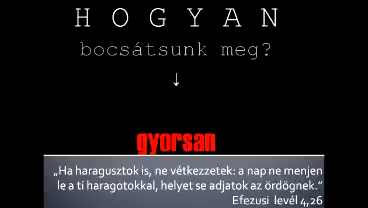 HOGYAN
bocsátsunk meg?
↓
gyorsan
„Ha haragusztok is, ne vétkezzetek: a nap ne menjen
le a ti haragotokkal, helyet se adjatok az ördögnek.”
Efezusi levél 4,26